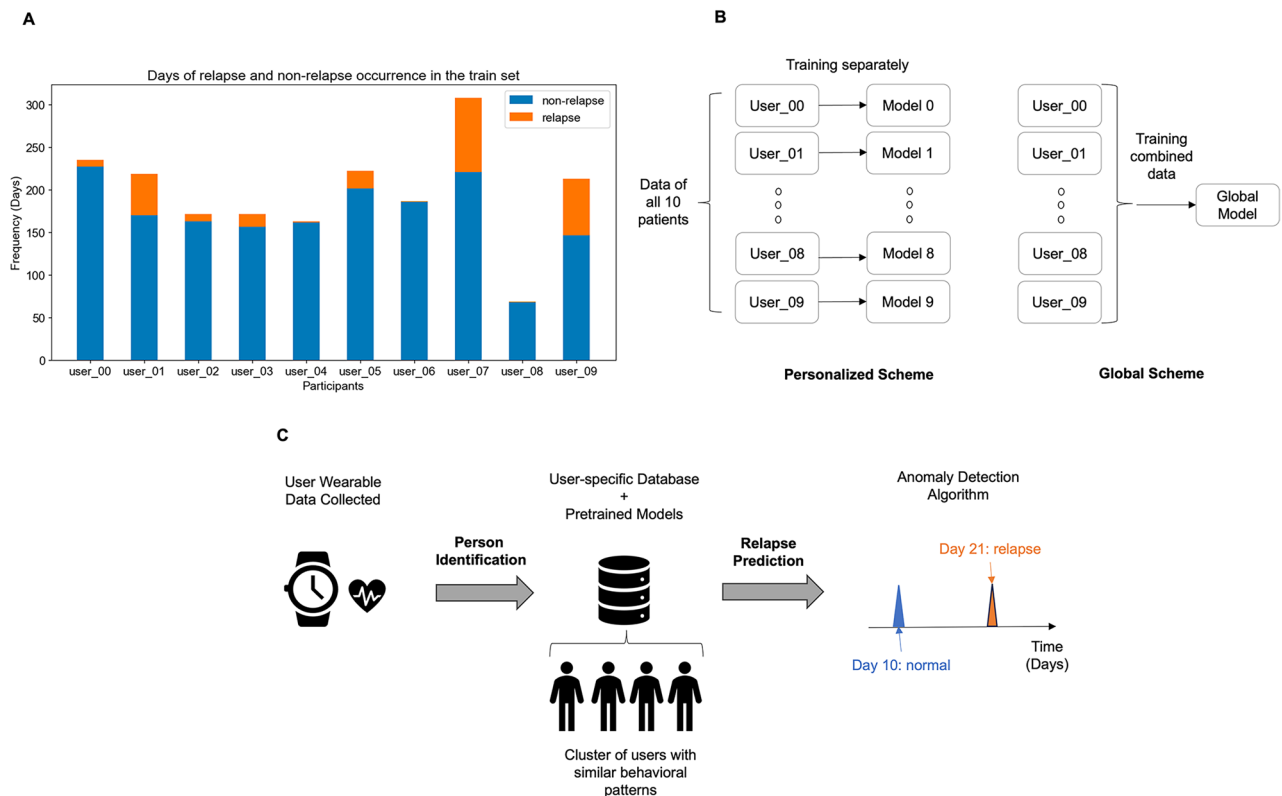 A
Days of relapse and non-relapse occurrence in the train set
non-relapse
relapse
Frequency (Days)
300
250
200
150
100
50
0
user_00 user_01 user_02 user_03 user_04 user_05 user_06 user_07 user_08 user_09
Participants
B
Training separately
Data of
all 10
patients
User_00
Model 0
User_01
Model 1
User_08
Model 8
User_09
Model 9
Personalized Scheme
User_00
User_01
User_08
User_09
Training
combined
data
Global
Model
Global Scheme
C
User Wearable
Data Collected
Person
Identification
User-specific Database
+
Pretrained Models
Cluster of users with
similar behavioral
patterns
Relapse
Prediction
Anomaly Detection
Algorithm
Day 21: relapse
Day 10: normal
Time
(Days)